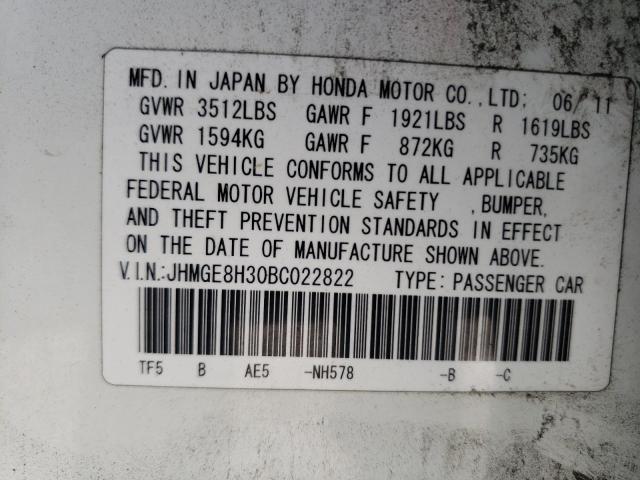 MFD. IN JAPAN BY HONDA MOTOR CO., LTD: 06/ 11
GVWR 3512LBS GAWR F 1921LBS R 1619LBS
GVWR 1594KG GAWR F 872KG R 735KG
THIS VEHICLE CONFORMS TO ALL APPLICABLE
FEDERAL MOTOR VEHICLE SAFETY , BUMPER,
AND THEFT PREVENTION STANDARDS IN EFFECT
ON THE DATE OF MANUFACTURE SHOWN ABOVE.
V.I.N.:JHMGE8H30BC022822 TYPE: PASSENGER CAR
TF5 B AE5 -NH578 -B -C